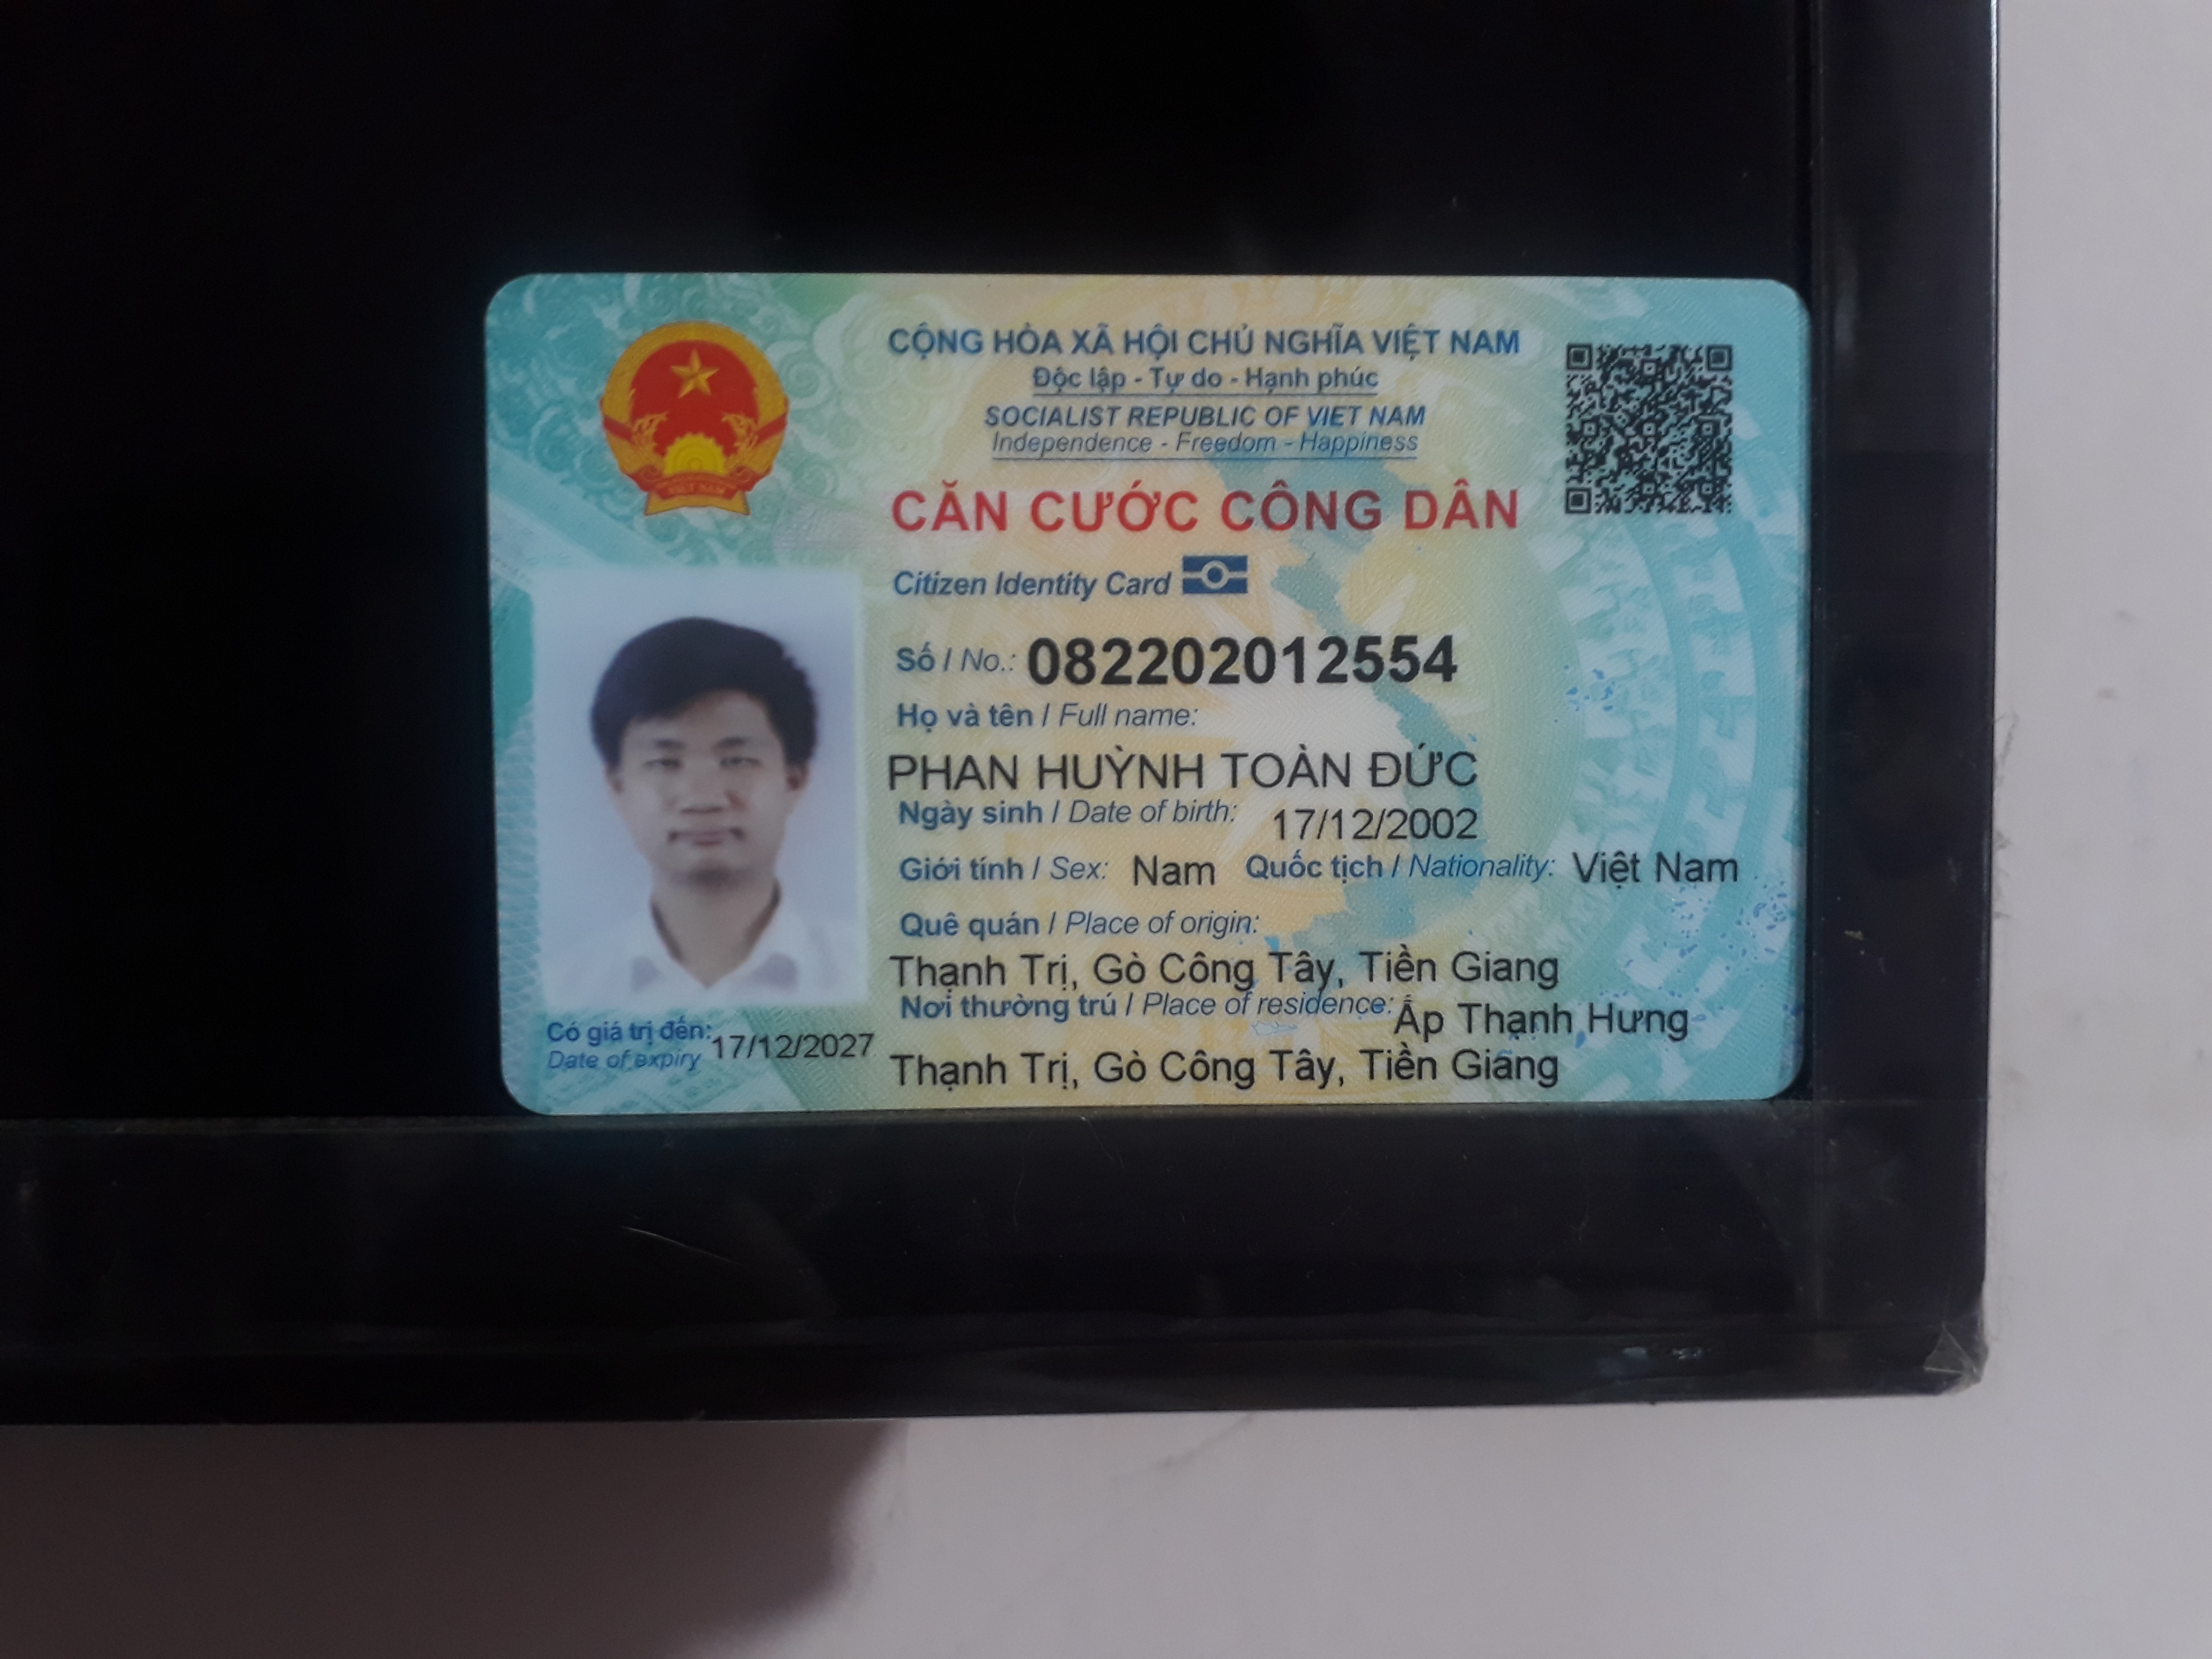 CỘNG HÒA XÃ HỘI CHỦ NGHĨA VIỆT NAM
Độc lập - Tự do - Hạnh phúc
SOCIALIST REPUBLIC OF VIET NAM
Independence - Freedom - Happiness
CĂN CƯỚC CÔNG DÂN
Citizen Identity Card
Số / No.: 082202012554
Họ và tên / Full name:
PHAN HUỲNH TOÀN ĐỨC
Ngày sinh / Date of birth: 17/12/2002
Giới tính / Sex: Nam Quốc tịch / Nationality: Việt Nam
Quê quán / Place of origin:
Thạnh Trị, Gò Công Tây, Tiền Giang
Nơi thường trú / Place of residence: Ấp Thạnh Hưng
Thạnh Trị, Gò Công Tây, Tiền Giang
Có giá trị đến: 17/12/2027
Date of expiry